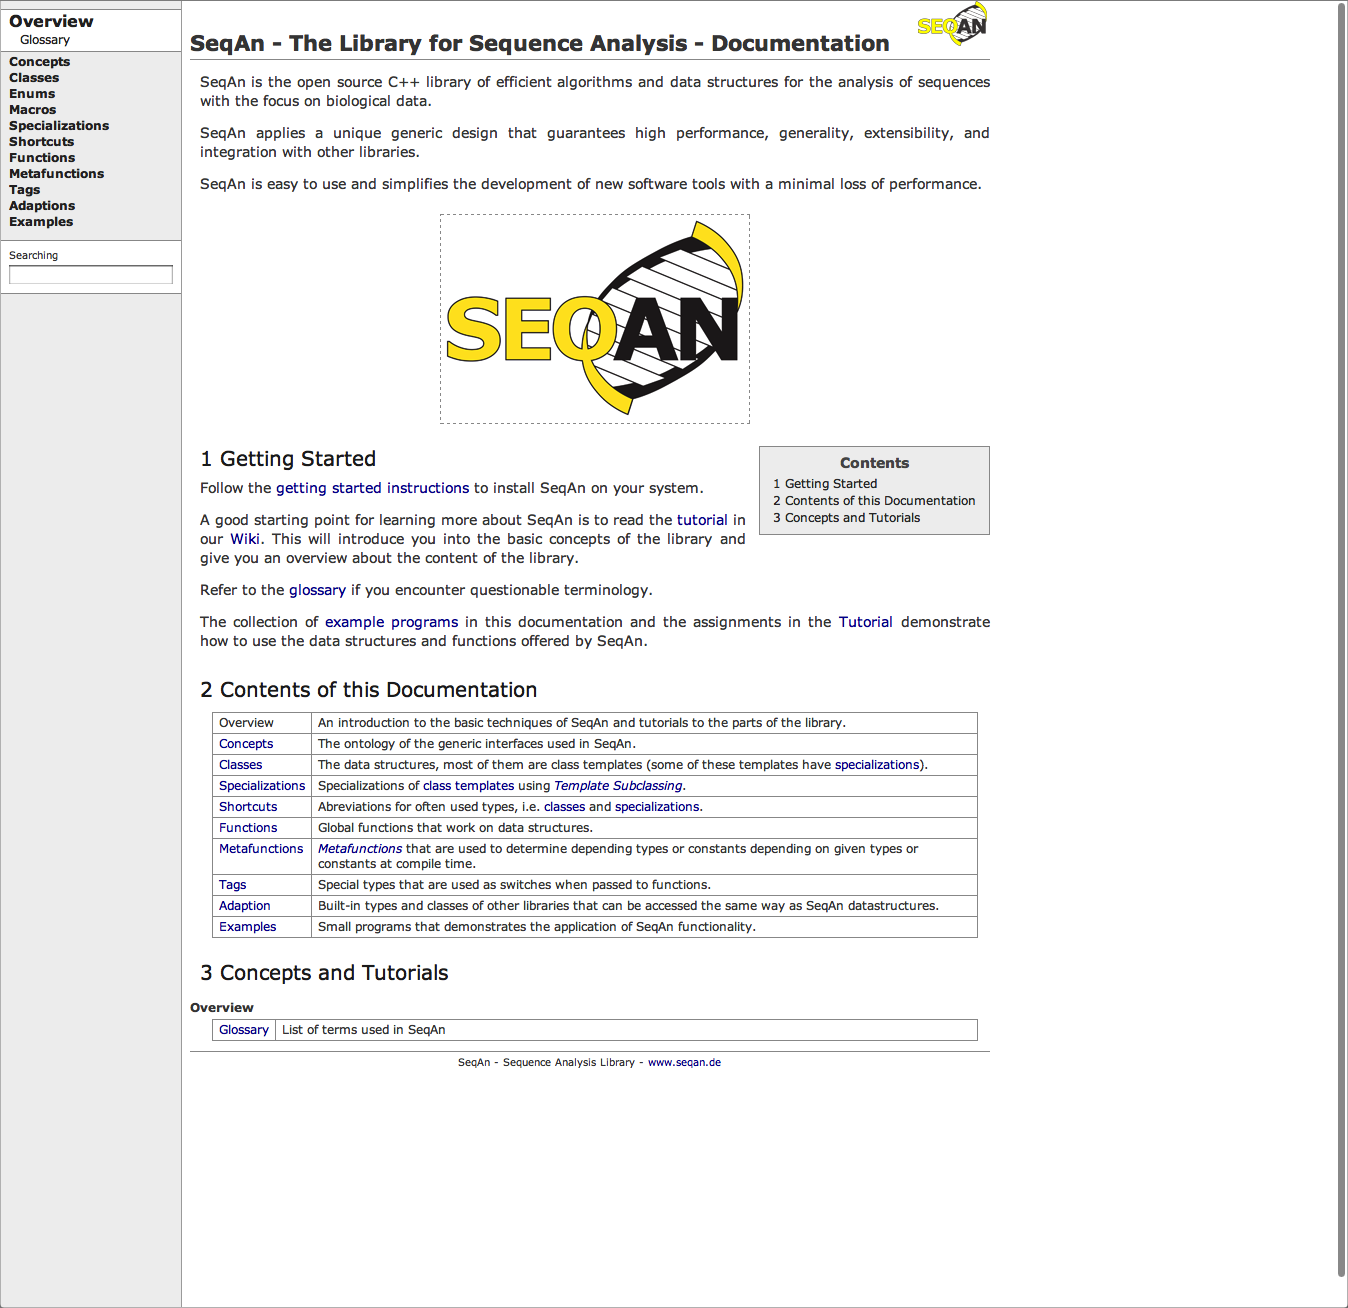 Overview
Glossary
Concepts
Classes
Enums
Macros
Specializations
Shortcuts
Functions
Metafunctions
Tags
Adaptions
Examples
Searching
SEQAN
SeqAn - The Library for Sequence Analysis - Documentation
SeqAn is the open source C++ library of efficient algorithms and data structures for the analysis of sequences
with the focus on biological data.
SeqAn applies a unique generic design that guarantees high performance, generality, extensibility, and
integration with other libraries.
SeqAn is easy to use and simplifies the development of new software tools with a minimal loss of performance.
SEQAN
1 Getting Started
Follow the getting started instructions to install SeqAn on your system.
A good starting point for learning more about SeqAn is to read the tutorial in
our Wiki. This will introduce you into the basic concepts of the library and
give you an overview about the content of the library.
Refer to the glossary if you encounter questionable terminology.
The collection of example programs in this documentation and the assignments in the Tutorial demonstrate
how to use the data structures and functions offered by SeqAn.
Contents
1 Getting Started
2 Contents of this Documentation
3 Concepts and Tutorials
2 Contents of this Documentation
Overview An introduction to the basic techniques of SeqAn and tutorials to the parts of the library.
Concepts The ontology of the generic interfaces used in SeqAn.
Classes The data structures, most of them are class templates (some of these templates have specializations).
Specializations Specializations of class templates using Template Subclassing.
Shortcuts Abreviations for often used types, i.e. classes and specializations.
Functions Global functions that work on data structures.
Metafunctions Metafunctions that are used to determine depending types or constants depending on given types or
constants at compile time.
Tags Special types that are used as switches when passed to functions.
Adaption Built-in types and classes of other libraries that can be accessed the same way as SeqAn datastructures.
Examples Small programs that demonstrates the application of SeqAn functionality.
3 Concepts and Tutorials
Overview
Glossary List of terms used in SeqAn
SeqAn - Sequence Analysis Library - www.seqan.de